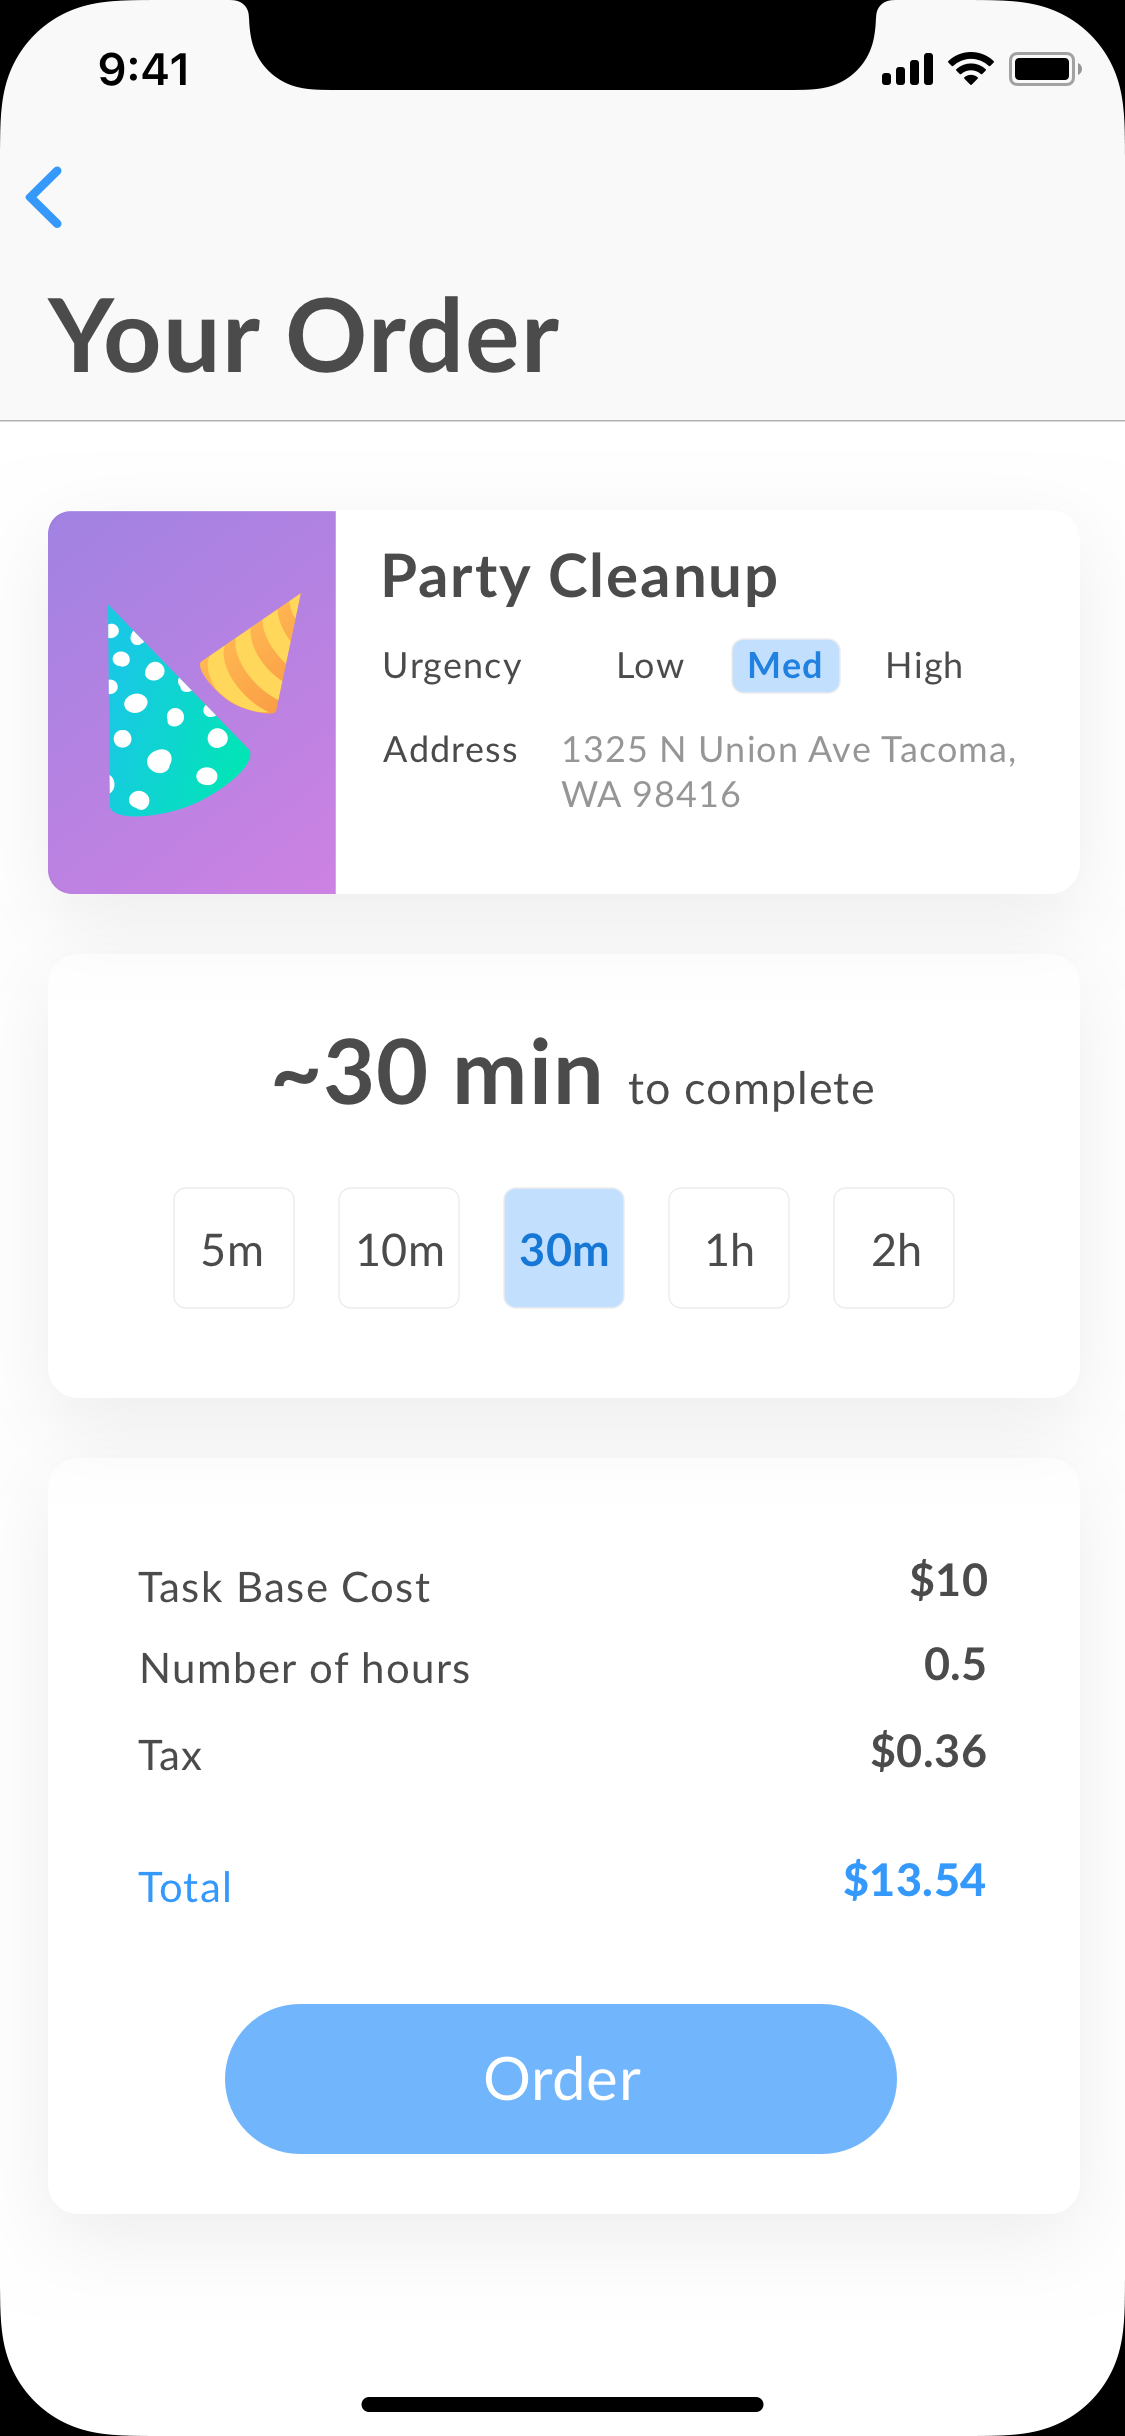 9:41
Your Order
Party Cleanup
Urgency Low Med High
Address 1325 N Union Ave Tacoma,
WA 98416
~30 min to complete
5m 10m 30m 1h 2h
Task Base Cost $10
Number of hours 0.5
Tax $0.36
Total $13.54
Order